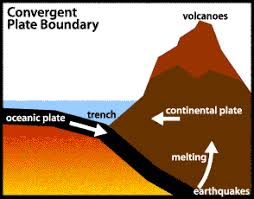 Convergent
Plate Boundary
volcanoes
trench
continental plate
oceanic plate
melting
earthquakes